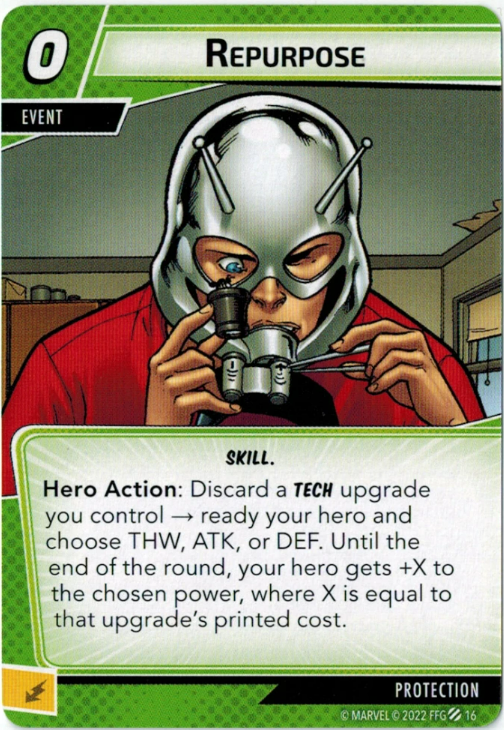 0
REPURPOSE
EVENT
SKILL.
Hero Action: Discard a TECH upgrade
you control → ready your hero and
choose THW, ATK, or DEF. Until the
end of the round, your hero gets +X to
the chosen power, where X is equal to
that upgrade's printed cost.
PROTECTION
© MARVEL © 2022 FFG 16